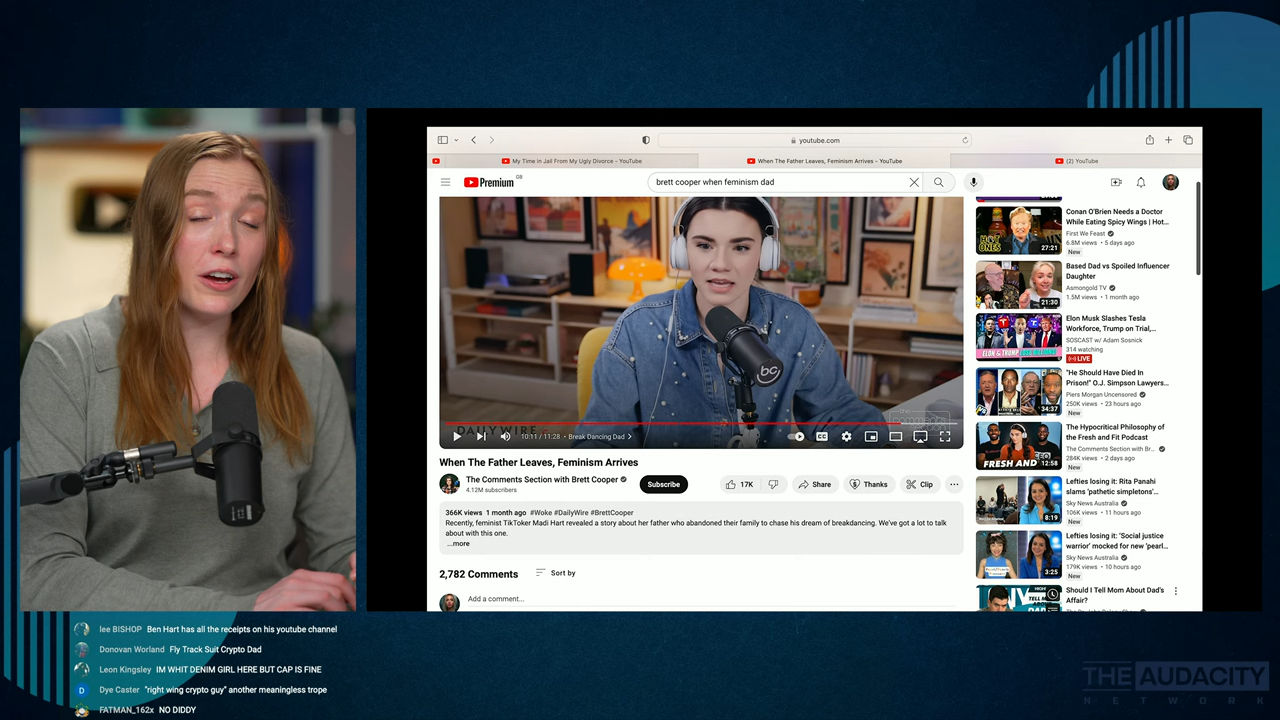 youtube.com
My Time in Jail From My Ugly Divorce - YouTube
When The Father Leaves, Feminism Arrives - YouTube
(2) YouTube
Premium GB
brett cooper when feminism dad
bc
DAILYWIRE
10:11 / 11:28 • Break Dancing Dad
CC
When The Father Leaves, Feminism Arrives
The Comments Section with Brett Cooper
4.12M subscribers
Subscribe
17K
Share
Thanks
Clip
366K views 1 month ago #Woke #DailyWire #BrettCooper
Recently, feminist TikToker Madi Hart revealed a story about her father who abandoned their family to chase his dream of breakdancing. We've got a lot to talk
about with this one.
...more
2,782 Comments
Sort by
Add a comment...
HOT ONES
27:21
Conan O'Brien Needs a Doctor
While Eating Spicy Wings | Hot...
First We Feast
6.8M views • 5 days ago
New
21:30
Based Dad vs Spoiled Influencer
Daughter
Asmongold TV
1.5M views • 1 month ago
Elon Musk Slashes Tesla
Workforce, Trump on Trial,...
SOSCAST w/ Adam Sosnick
314 watching
LIVE
34:37
"He Should Have Died In
Prison!" O.J. Simpson Lawyers...
Piers Morgan Uncensored
250K views • 23 hours ago
New
FRESH AND
12:58
The Hypocritical Philosophy of
the Fresh and Fit Podcast
The Comments Section with Br...
284K views • 2 days ago
New
8:19
Lefties losing it: Rita Panahi
slams 'pathetic simpletons'...
Sky News Australia
106K views • 11 hours ago
New
3:25
Lefties losing it: 'Social justice
warrior' mocked for new 'pearl...
Sky News Australia
179K views • 10 hours ago
New
Should I Tell Mom About Dad's
Affair?
lee BISHOP Ben Hart has all the receipts on his youtube channel
Donovan Worland Fly Track Suit Crypto Dad
Leon Kingsley IM WHIT DENIM GIRL HERE BUT CAP IS FINE
Dye Caster "right wing crypto guy" another meaningless trope
FATMAN_162x NO DIDDY
THE AUDACITY
NETWORK